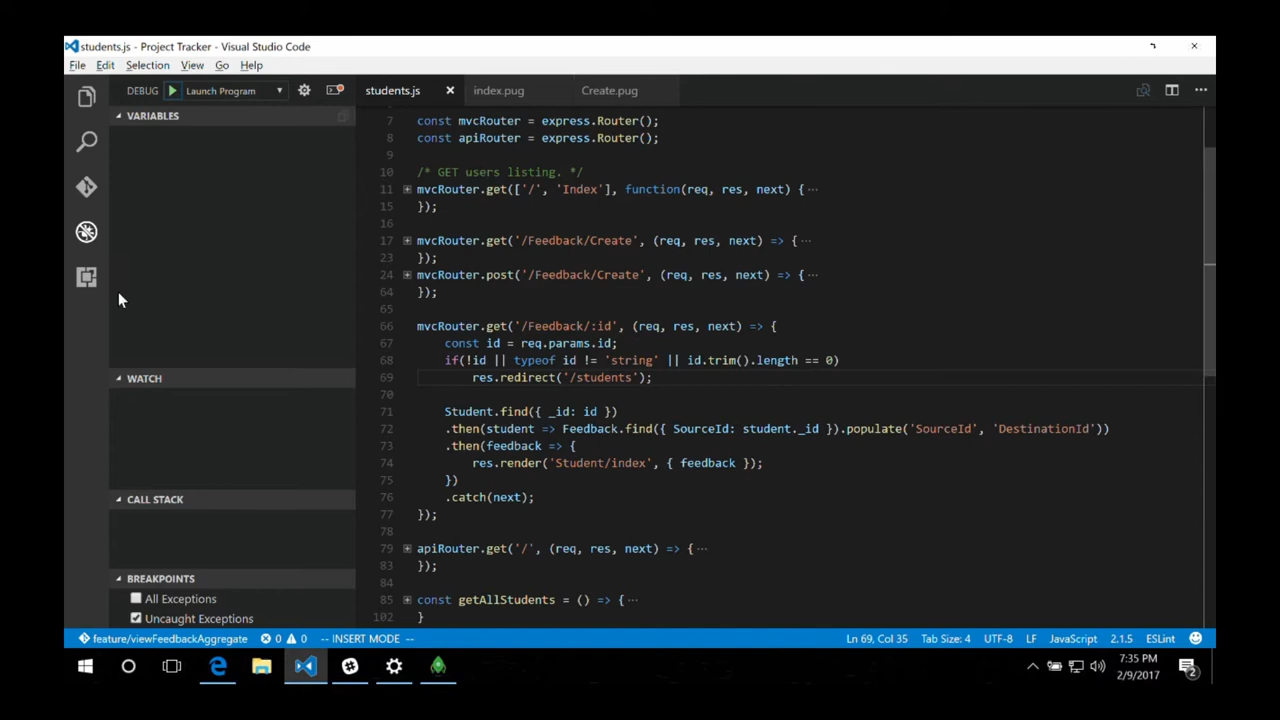 students.js - Project Tracker - Visual Studio Code
File Edit Selection View Go Help
DEBUG Launch Program
students.js index.pug Create.pug
VARIABLES
7 const mvcRouter = express.Router();
8 const apiRouter = express.Router();
9
10 /* GET users listing. */
11 mvcRouter.get(['/', 'Index'], function(req, res, next) { ...
15 });
16
17 mvcRouter.get('/Feedback/Create', (req, res, next) => { ...
23 });
24 mvcRouter.post('/Feedback/Create', (req, res, next) => { ...
64 });
65
66 mvcRouter.get('/Feedback/:id', (req, res, next) => {
67 const id = req.params.id;
68 if(!id || typeof id != 'string' || id.trim().length == 0)
69 res.redirect('/students');
70
71 Student.find({ _id: id })
72 .then(student => Feedback.find({ SourceId: student._id }).populate('SourceId', 'DestinationId'))
73 .then(feedback => {
74 res.render('Student/index', { feedback });
75 })
76 .catch(next);
77 });
78
79 apiRouter.get('/', (req, res, next) => { ...
83 });
84
85 const getAllStudents = () => { ...
102 }
WATCH
CALL STACK
BREAKPOINTS
All Exceptions
Uncaught Exceptions
feature/viewFeedbackAggregate 0 0 -- INSERT MODE -- Ln 69, Col 35 Tab Size: 4 UTF-8 LF JavaScript 2.1.5 ESLint
7:35 PM
2/9/2017
2